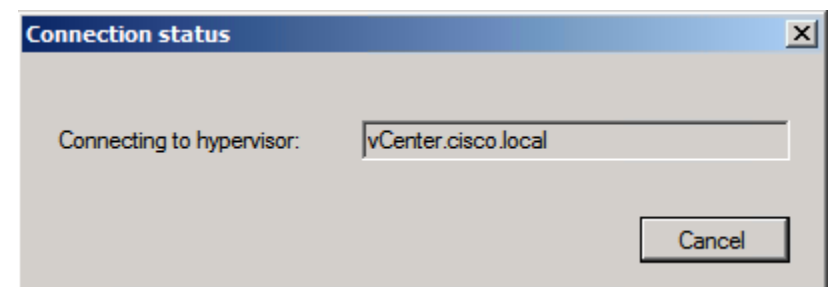 Connection status
Connecting to hypervisor: vCenter.cisco.local
Cancel